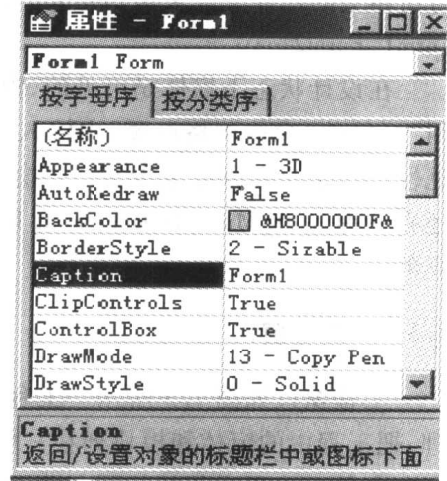 属性 - Form1
Form1 Form
按字母序 按分类序
(名称) Form1
Appearance 1 - 3D
AutoRedraw False
BackColor &H8000000F&
BorderStyle 2 - Sizable
Caption Form1
ClipControls True
ControlBox True
DrawMode 13 - Copy Pen
DrawStyle 0 - Solid
Caption
返回/设置对象的标题栏中或图标下面